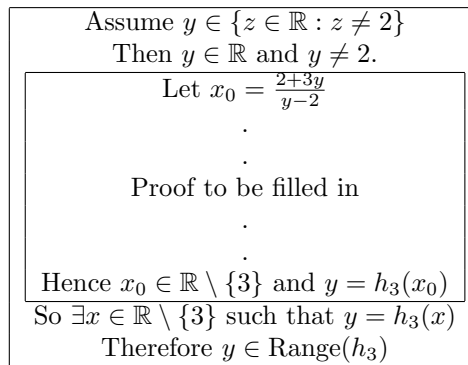 Assume y ∈ {z ∈ ℝ : z ≠ 2}
Then y ∈ ℝ and y ≠ 2.
Let x₀ = (2+3y)/(y−2)
.
.
Proof to be filled in
.
.
Hence x₀ ∈ ℝ \ {3} and y = h₃(x₀)
So ∃x ∈ ℝ \ {3} such that y = h₃(x)
Therefore y ∈ Range(h₃)